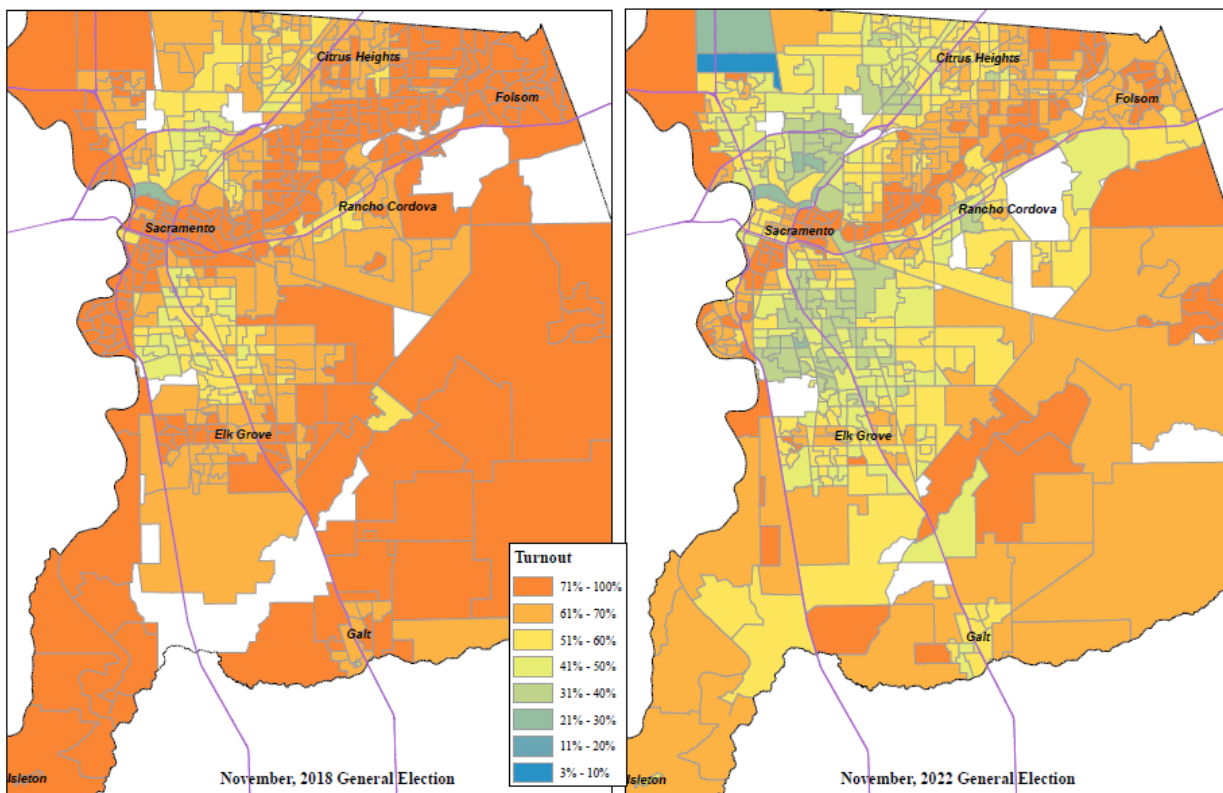 Citrus Heights
Folsom
Rancho Cordova
Sacramento
Elk Grove
Galt
Isleton
November, 2018 General Election
Turnout
71% - 100%
61% - 70%
51% - 60%
41% - 50%
31% - 40%
21% - 30%
11% - 20%
3% - 10%
Citrus Heights
Folsom
Rancho Cordova
Sacramento
Elk Grove
Galt
Isleton
November, 2022 General Election